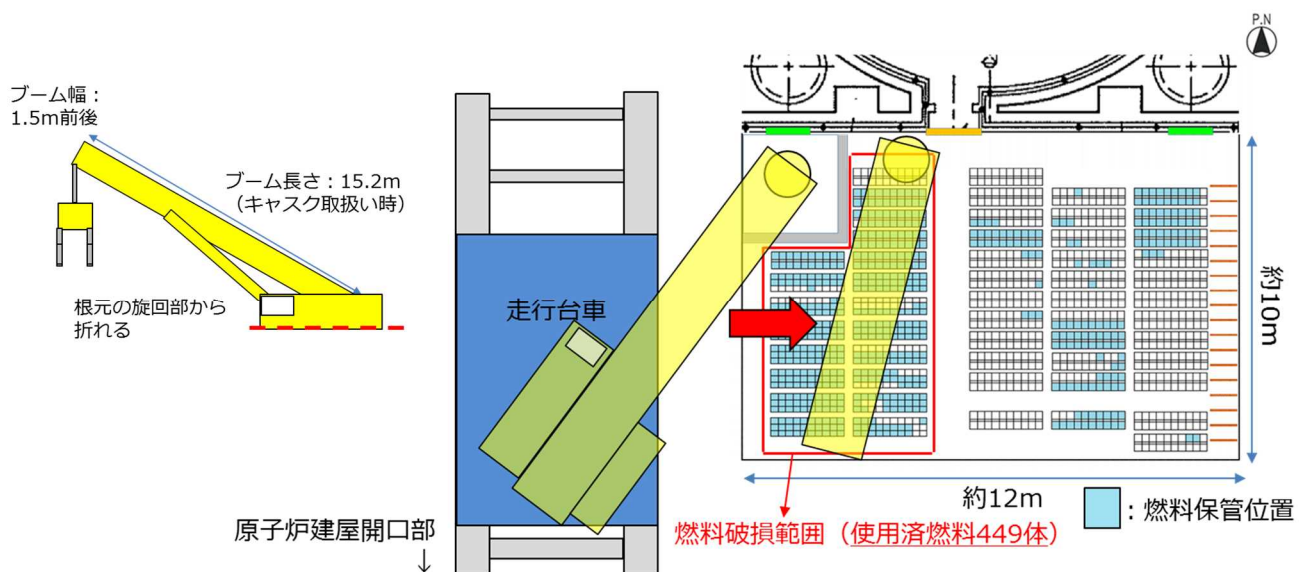 P.N
ブーム幅：
1.5m前後
ブーム長さ：15.2m
（キャスク取扱い時）
根元の旋回部から
折れる
走行台車
約10m
約12m
：燃料保管位置
原子炉建屋開口部
↓
燃料破損範囲（使用済燃料449体）